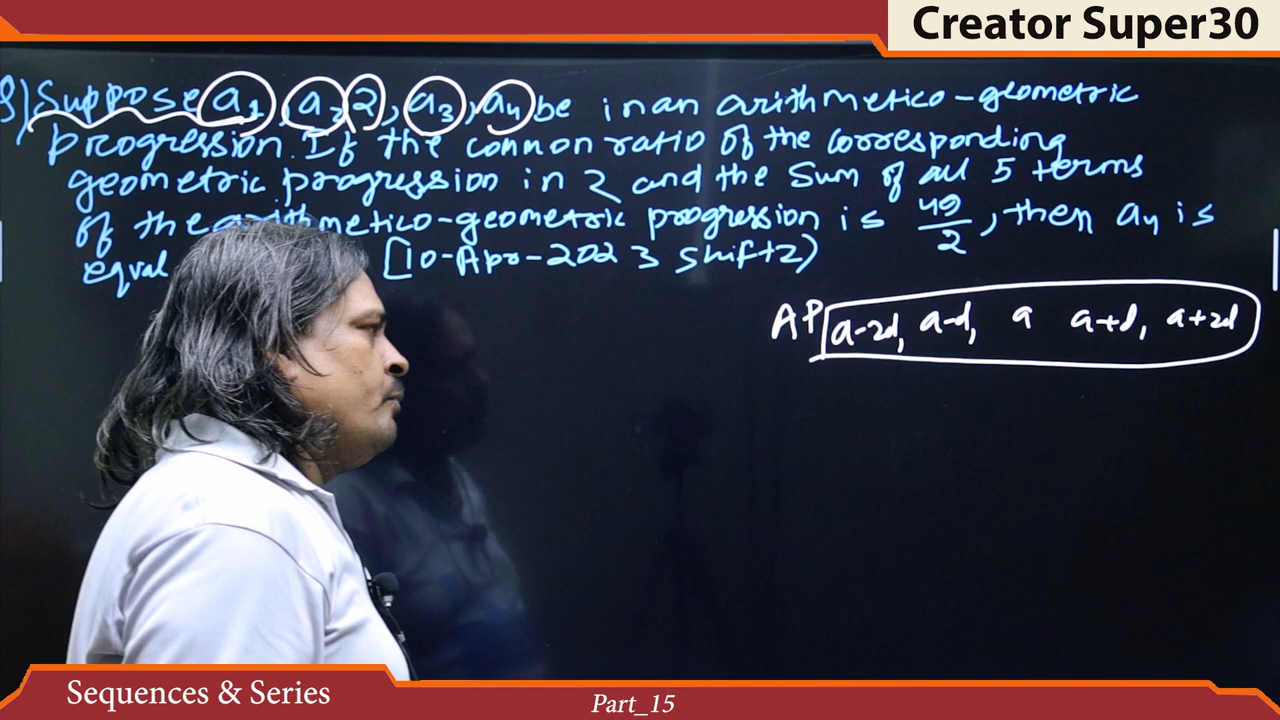 Creator Super30
Suppose a1, a2, 2, a3, a4 be in an arithmetico-geometric
progression. If the common ratio of the corresponding
geometric progression in 2 and the sum of all 5 terms
of the arithmetico-geometric progression is 49/2, then a4 is
equal [10-Apr-2023 shift2)
AP a-2d, a-d, a a+d, a+2d
Sequences & Series
Part_15